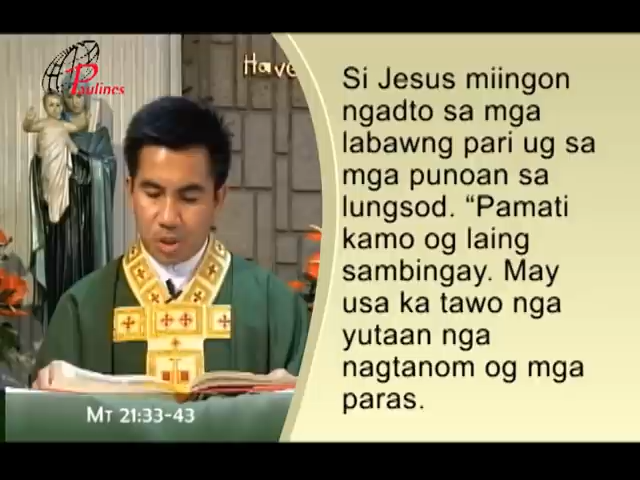 Paulines
Have
Si Jesus miingon
ngadto sa mga
labawng pari ug sa
mga punoan sa
lungsod. “Pamati
kamo og laing
sambingay. May
usa ka tawo nga
yutaan nga
nagtanom og mga
paras.
MT 21:33-43